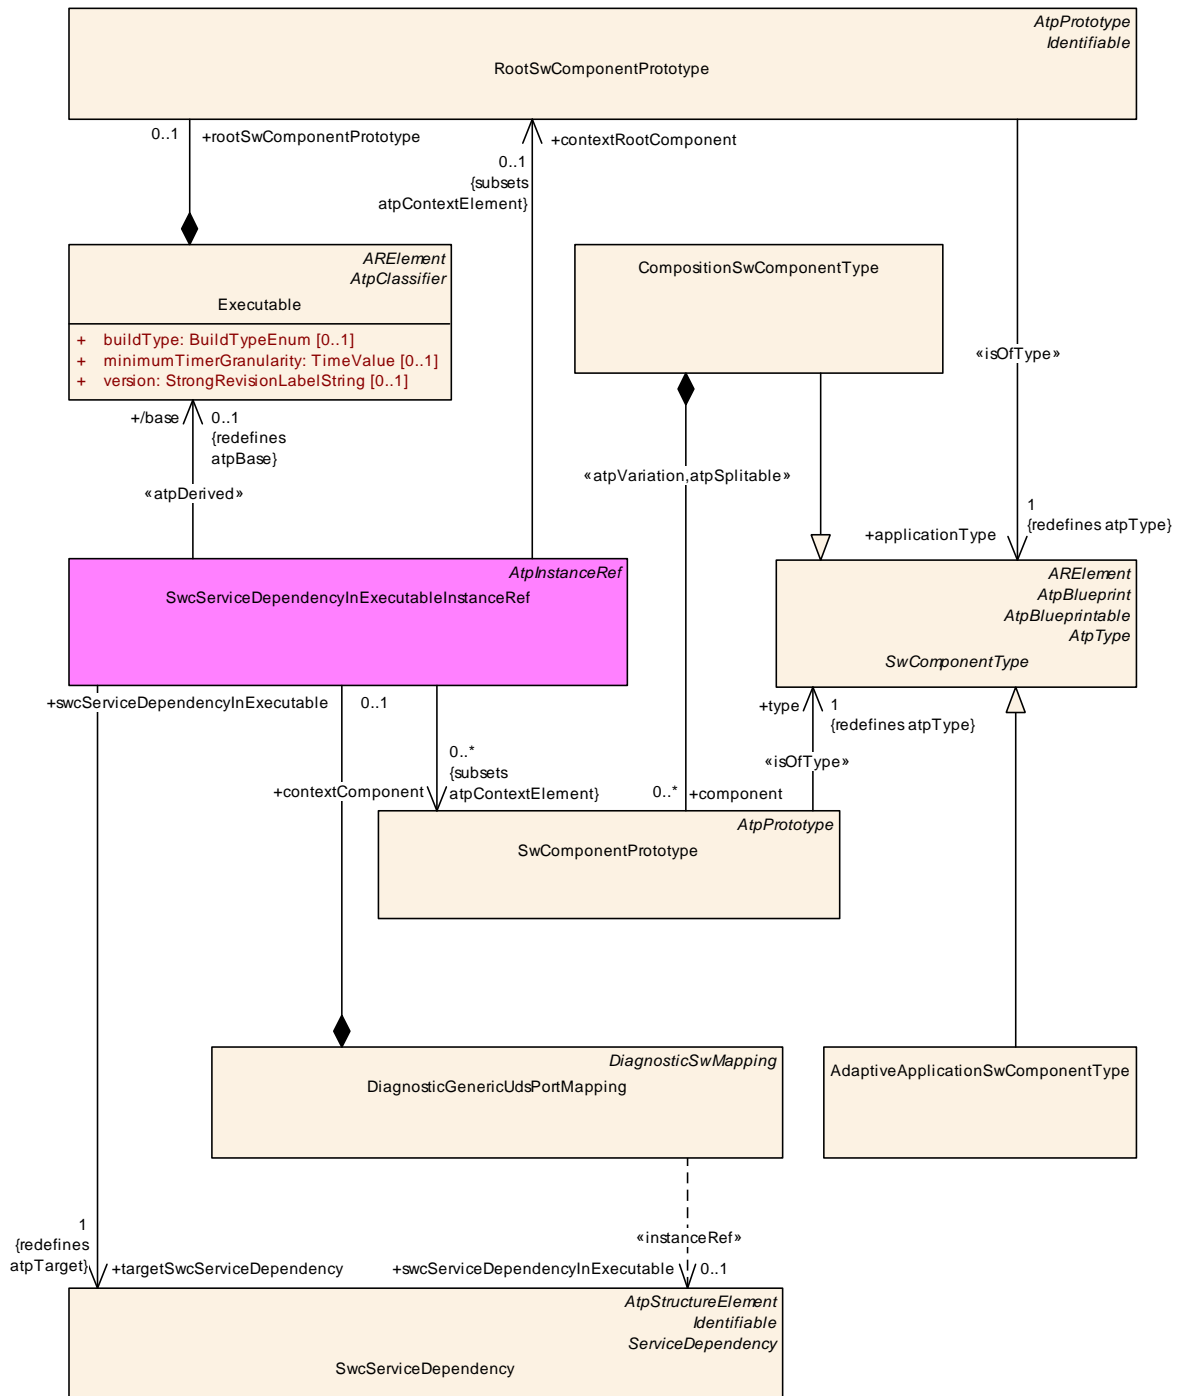 AtpPrototype
Identifiable
RootSwComponentPrototype
0..1
+rootSwComponentPrototype
+contextRootComponent
0..1
{subsets
atpContextElement}
ARElement
AtpClassifier
Executable
+ buildType: BuildTypeEnum [0..1]
+ minimumTimerGranularity: TimeValue [0..1]
+ version: StrongRevisionLabelString [0..1]
CompositionSwComponentType
«isOfType»
+/base
0..1
{redefines
atpBase}
«atpDerived»
«atpVariation,atpSplitable»
1
{redefines atpType}
+applicationType
AtpInstanceRef
SwcServiceDependencyInExecutableInstanceRef
ARElement
AtpBlueprint
AtpBlueprintable
AtpType
SwComponentType
+swcServiceDependencyInExecutable
0..1
+type
1
{redefines atpType}
«isOfType»
0..*
{subsets
atpContextElement}
+contextComponent
0..*
+component
AtpPrototype
SwComponentPrototype
DiagnosticSwMapping
DiagnosticGenericUdsPortMapping
AdaptiveApplicationSwComponentType
1
{redefines
atpTarget}
+targetSwcServiceDependency
«instanceRef»
+swcServiceDependencyInExecutable
0..1
AtpStructureElement
Identifiable
ServiceDependency
SwcServiceDependency